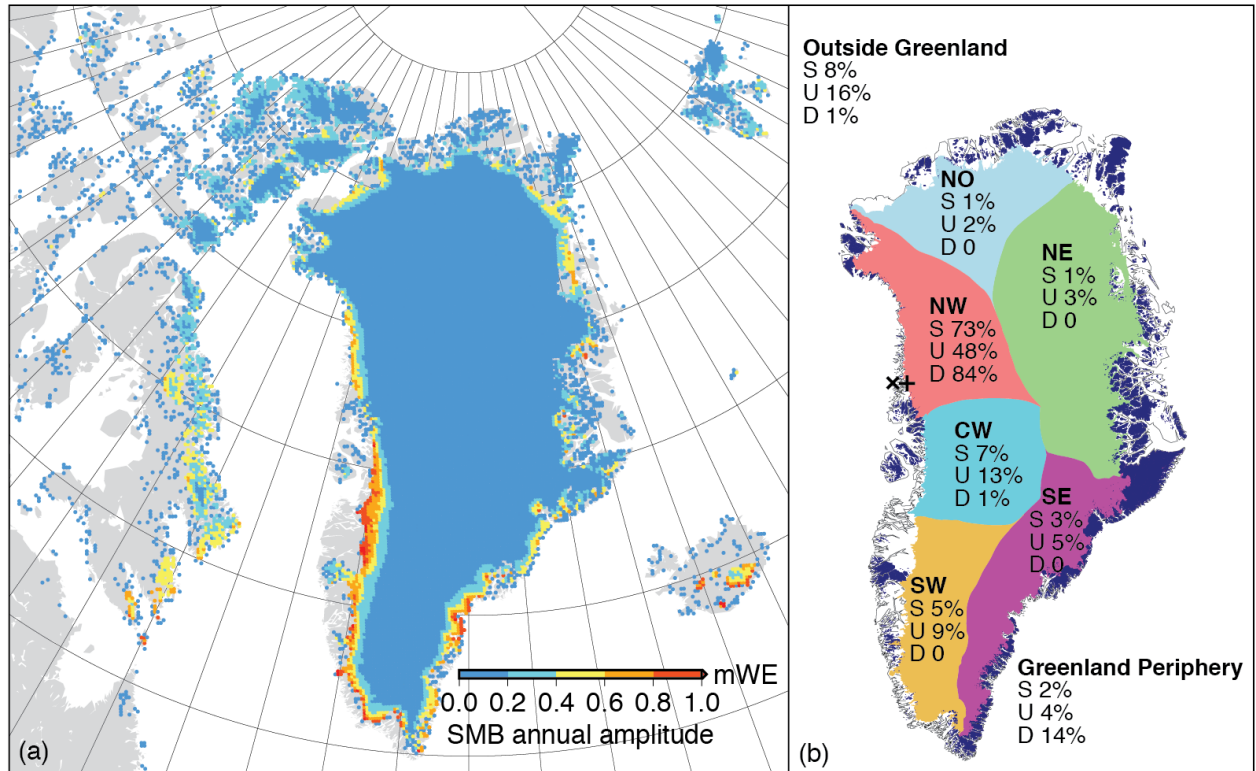 mWE
0.0 0.2 0.4 0.6 0.8 1.0
SMB annual amplitude
(a)
Outside Greenland
S 8%
U 16%
D 1%
NO
S 1%
U 2%
D 0
NE
S 1%
U 3%
D 0
NW
S 73%
U 48%
D 84%
CW
S 7%
U 13%
D 1%
SE
S 3%
U 5%
D 0
SW
S 5%
U 9%
D 0
Greenland Periphery
S 2%
U 4%
D 14%
(b)